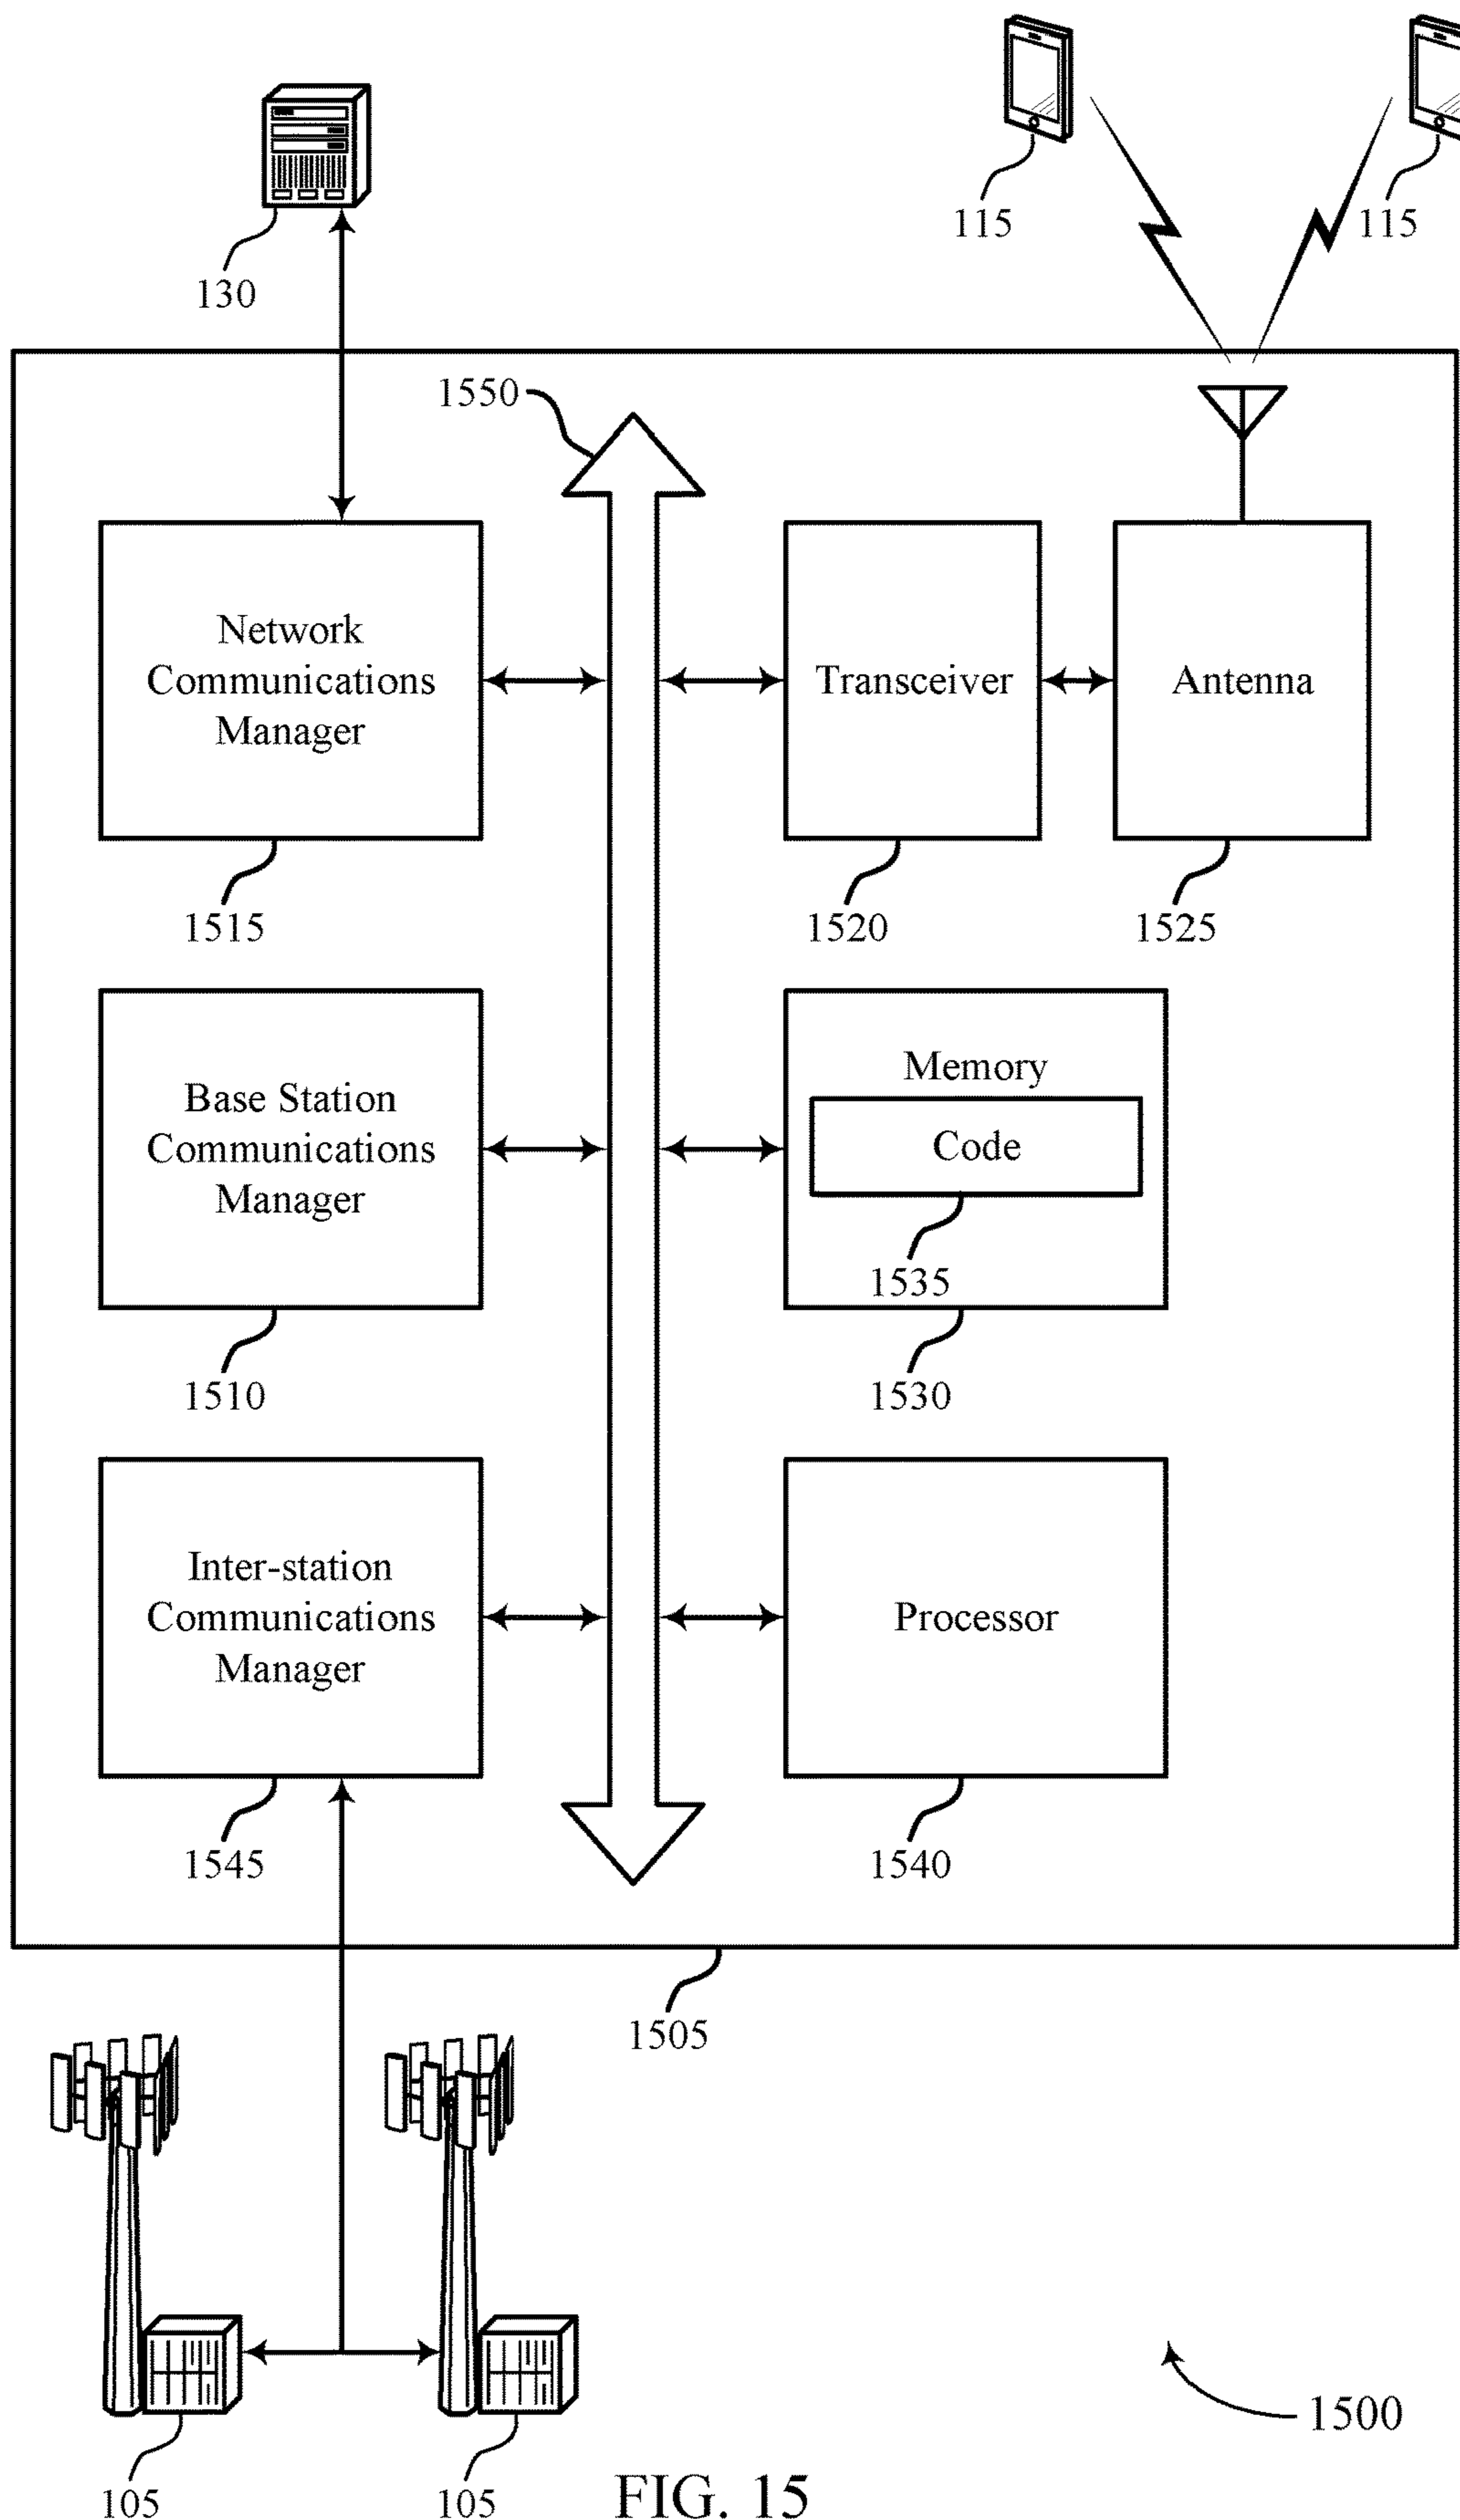 115
115
130
1550
Network
Communications
Manager
Transceiver
Antenna
1515
1520
1525
Base Station
Communications
Manager
Memory
Code
1535
1510
1530
Inter-station
Communications
Manager
Processor
1545
1540
1505
1500
105
105
FIG. 15